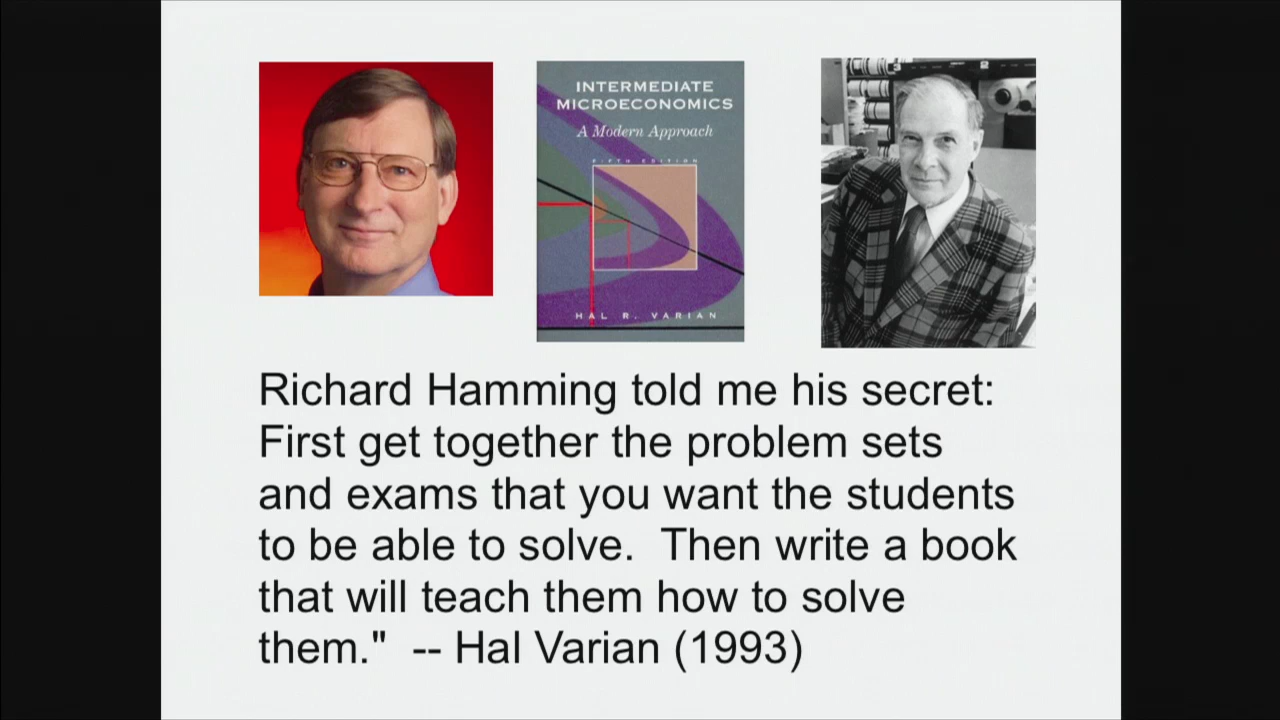 INTERMEDIATE
MICROECONOMICS
A Modern Approach
FIFTH EDITION
HAL R. VARIAN
Richard Hamming told me his secret:
First get together the problem sets
and exams that you want the students
to be able to solve.  Then write a book
that will teach them how to solve
them."  -- Hal Varian (1993)